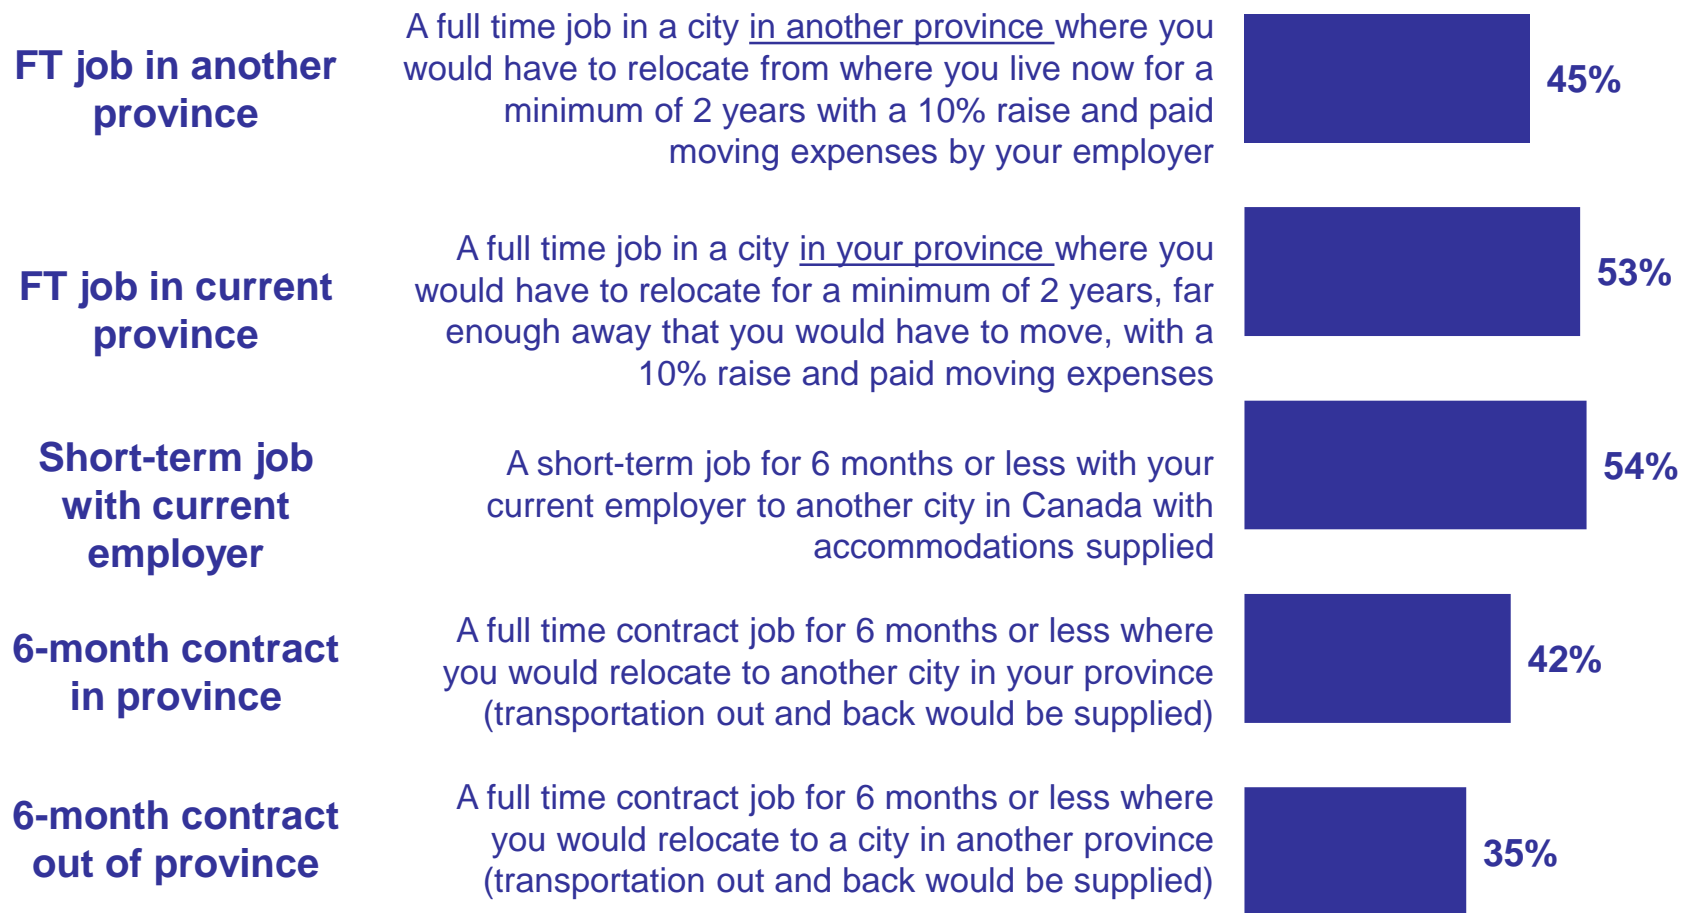 FT job in another
province
A full time job in a city in another province where you
would have to relocate from where you live now for a
minimum of 2 years with a 10% raise and paid
moving expenses by your employer
45%
FT job in current
province
A full time job in a city in your province where you
would have to relocate for a minimum of 2 years, far
enough away that you would have to move, with a
10% raise and paid moving expenses
53%
Short-term job
with current
employer
A short-term job for 6 months or less with your
current employer to another city in Canada with
accommodations supplied
54%
6-month contract
in province
A full time contract job for 6 months or less where
you would relocate to another city in your province
(transportation out and back would be supplied)
42%
6-month contract
out of province
A full time contract job for 6 months or less where
you would relocate to a city in another province
(transportation out and back would be supplied)
35%